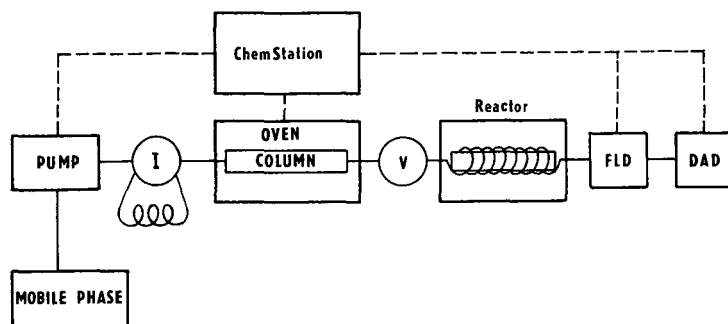 ChemStation
Reactor
OVEN
COLUMN
PUMP
I
V
FLD
DAD
MOBILE PHASE